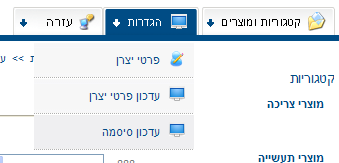 קטגוריות ומוצרים
הגדרות
עזרה
פרטי יצרן
עדכון פרטי יצרן
עדכון סיסמה
>> ע
קטגוריות
מוצרי צריכה
מוצרי תעשייה